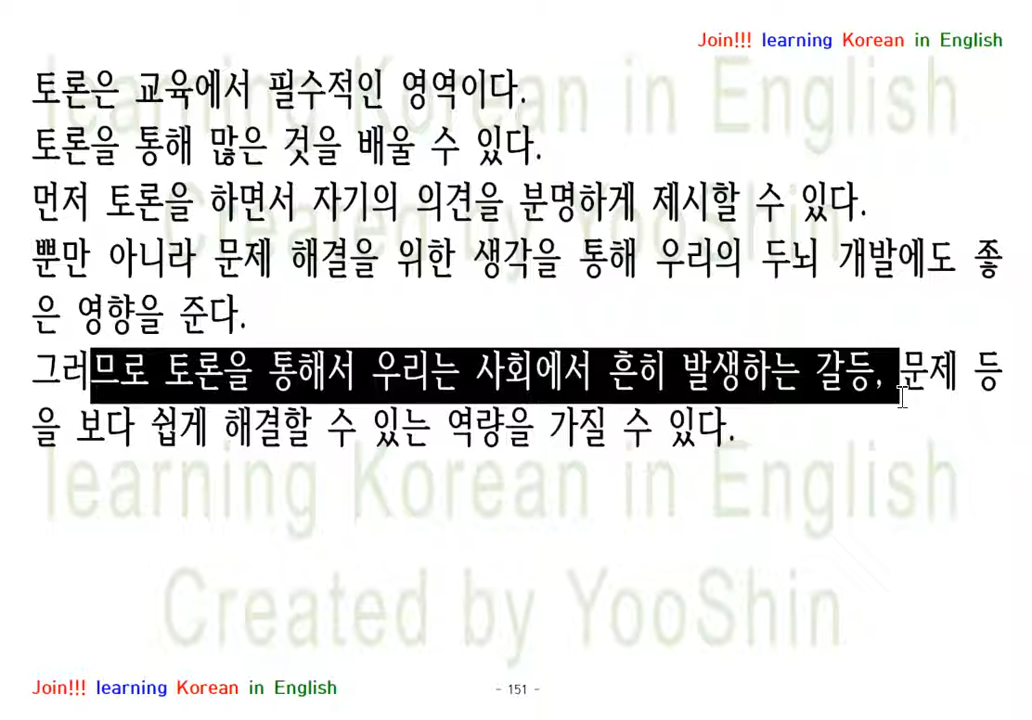 Join!!! learning Korean in English
learning Korean in English
토론은 교육에서 필수적인 영역이다.
토론을 통해 많은 것을 배울 수 있다.
먼저 토론을 하면서 자기의 의견을 분명하게 제시할 수 있다.
Created by YooShin
뿐만 아니라 문제 해결을 위한 생각을 통해 우리의 두뇌 개발에도 좋
은 영향을 준다.
그러므로 토론을 통해서 우리는 사회에서 흔히 발생하는 갈등, 문제 등
을 보다 쉽게 해결할 수 있는 역량을 가질 수 있다.
learning Korean in English
Created by YooShin
Join!!! learning Korean in English
- 151 -